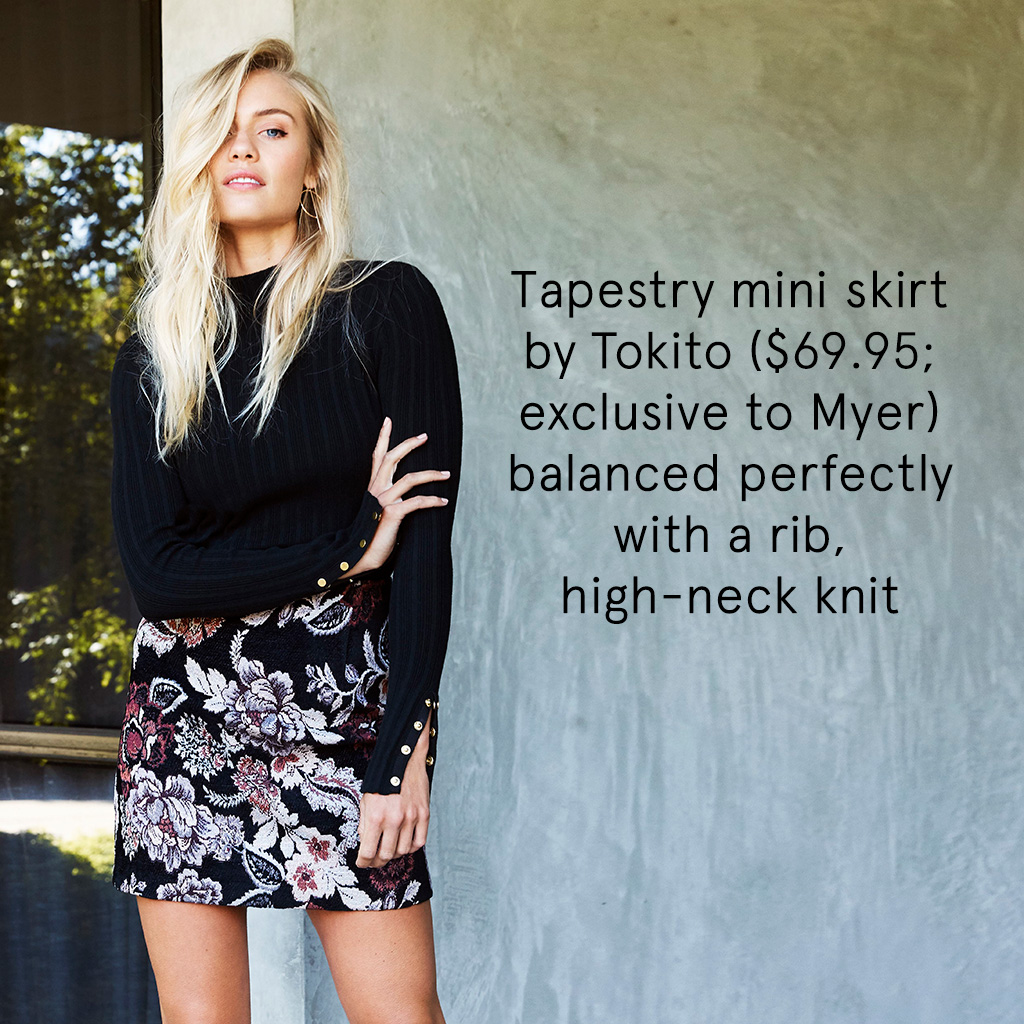 Tapestry mini skirt
by Tokito ($69.95;
exclusive to Myer)
balanced perfectly
with a rib,
high-neck knit